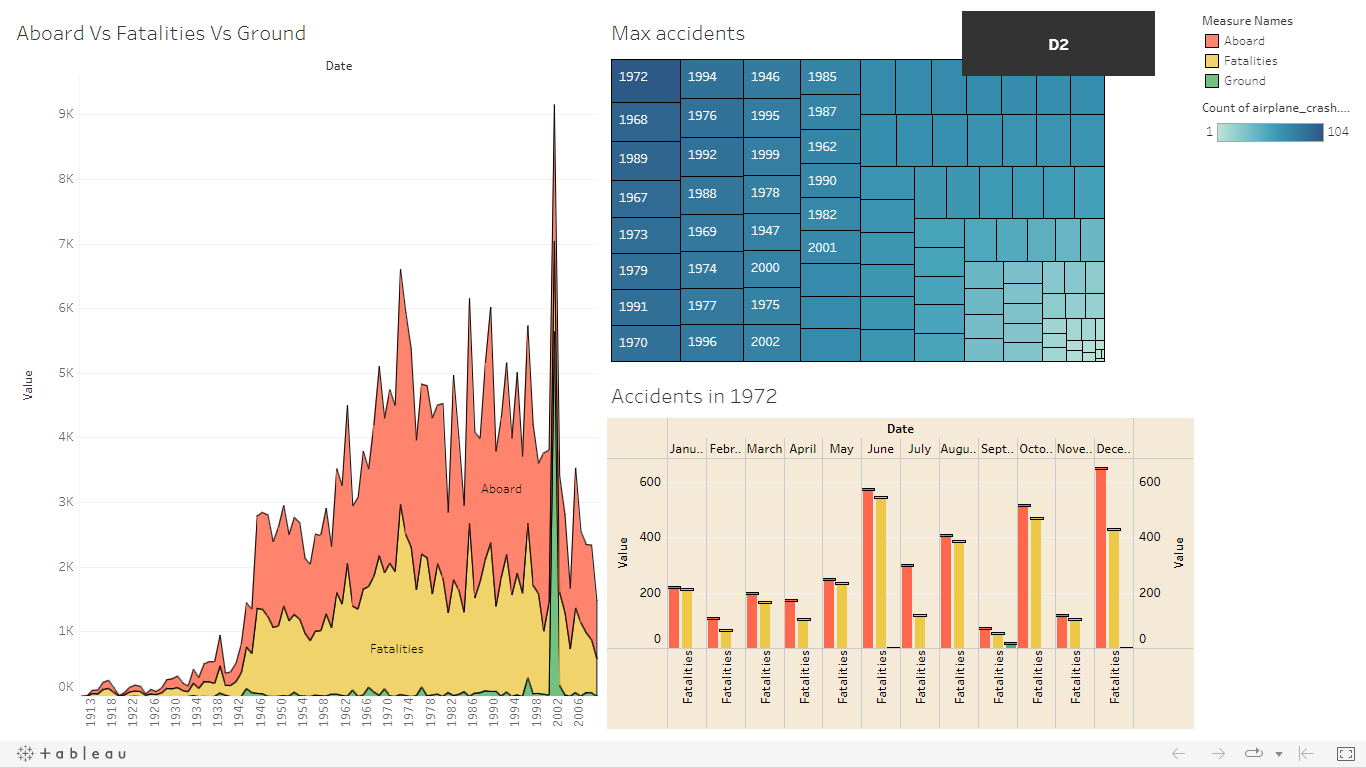 Aboard Vs Fatalities Vs Ground
Date
Value
9K
8K
7K
6K
5K
4K
3K
2K
1K
0K
Aboard
Fatalities
1913
1918
1922
1926
1930
1934
1938
1942
1946
1950
1954
1958
1962
1966
1970
1974
1978
1982
1986
1990
1994
1998
2002
2006
Max accidents
D2
1972 1994 1946 1985
1968 1976 1995 1987
1989 1992 1999 1962
1967 1988 1978 1990
1973 1969 1947 1982
1979 1974 2000 2001
1991 1977 1975
1970 1996 2002
Measure Names
Aboard
Fatalities
Ground
Count of airplane_crash....
1 104
Accidents in 1972
Date
Janu.. Febr.. March April May June July Augu.. Sept.. Octo.. Nove.. Dece..
Value
600 600
400 400
200 200
0 0
Value
Fatalities Fatalities Fatalities Fatalities Fatalities Fatalities Fatalities Fatalities Fatalities Fatalities Fatalities Fatalities
+ a b l e a u